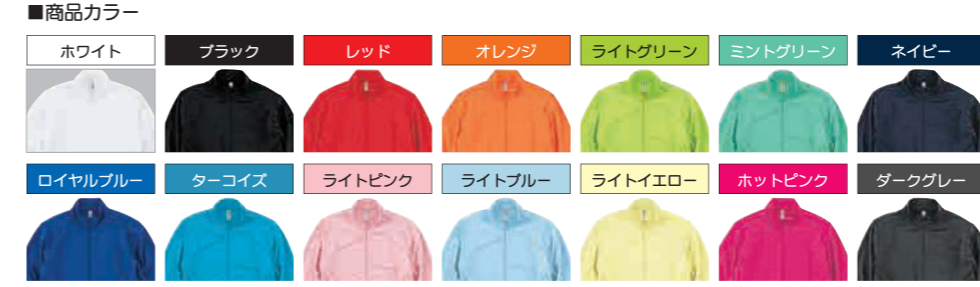 ■商品カラー
ホワイト ブラック レッド オレンジ ライトグリーン ミントグリーン ネイビー
ロイヤルブルー ターコイズ ライトピンク ライトブルー ライトイエロー ホットピンク ダークグレー